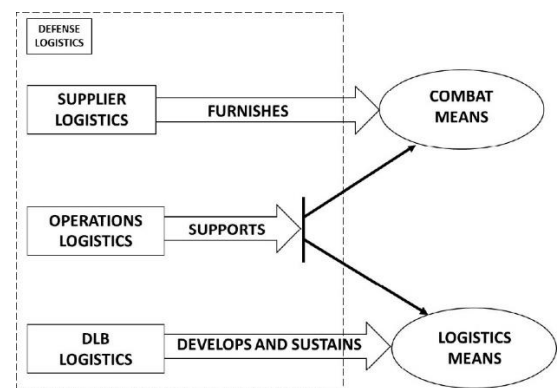 DEFENSE
LOGISTICS
SUPPLIER
LOGISTICS
FURNISHES
COMBAT
MEANS
OPERATIONS
LOGISTICS
SUPPORTS
DLB
LOGISTICS
DEVELOPS AND SUSTAINS
LOGISTICS
MEANS